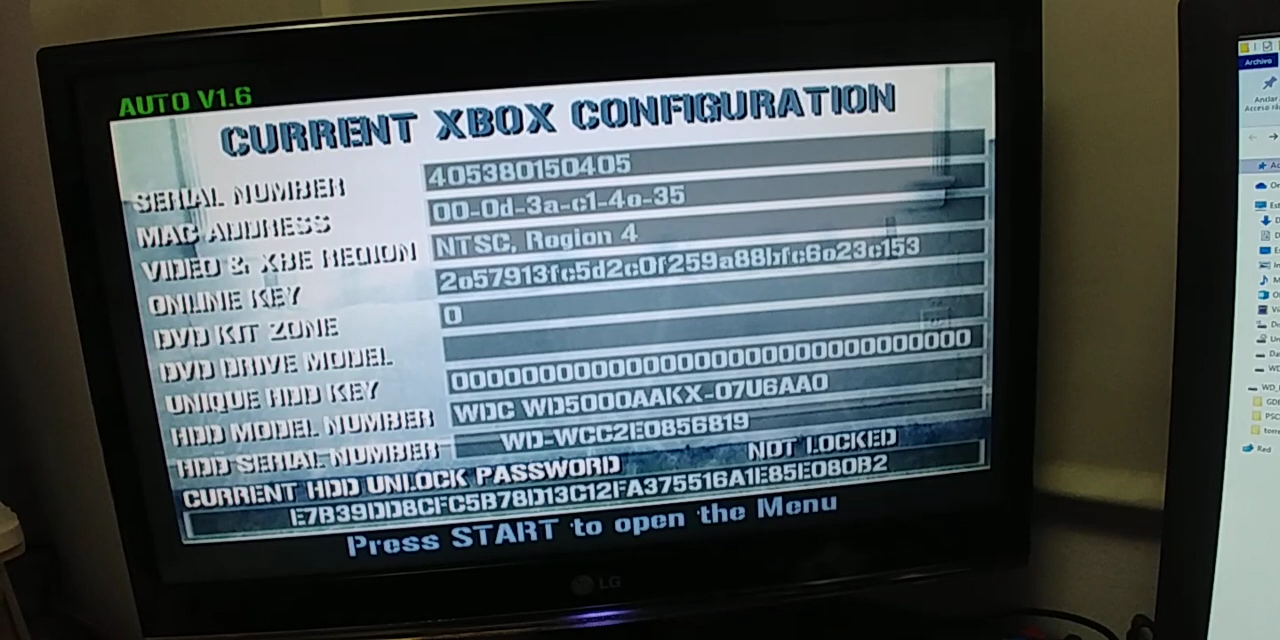 AUTO V1.6
CURRENT XBOX CONFIGURATION
SERIAL NUMBER 405380150405
MAC ADDRESS 00-0d-3a-c1-4e-35
VIDEO & XBE REGION NTSC, Region 4
ONLINE KEY 2e57913fc5d2c0f259a88bfc6e23c153
DVD KIT ZONE 0
DVD DRIVE MODEL
UNIQUE HDD KEY 00000000000000000000000000000000
HDD MODEL NUMBER WDC WD5000AAKX-07U6AA0
HDD SERIAL NUMBER WD-WCC2E0856819
CURRENT HDD UNLOCK PASSWORD NOT LOCKED
E7B39DD8CFC5B78D13C12FA375516A1E85E080B2
Press START to open the Menu
LG
Archivo
Red